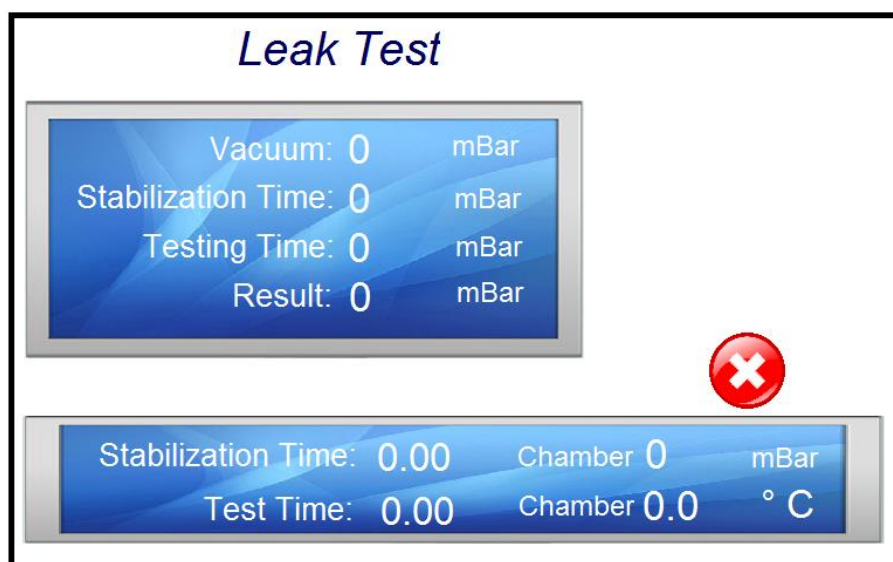 Leak Test
Vacuum: 0 mBar
Stabilization Time: 0 mBar
Testing Time: 0 mBar
Result: 0 mBar
Stabilization Time: 0.00 Chamber 0 mBar
Test Time: 0.00 Chamber 0.0 ° C